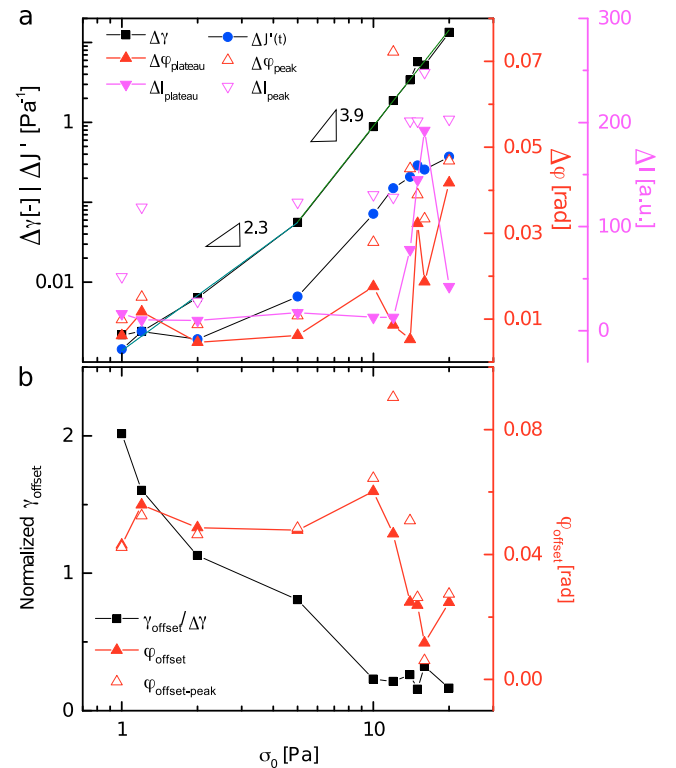 a
Δγ
ΔJ'(t)
Δφplateau
Δφpeak
ΔIplateau
ΔIpeak
3.9
2.3
1
0.01
Δγ[-] | ΔJ' [Pa⁻¹]
0.07
0.05
0.03
0.01
Δφ [rad]
300
200
100
0
ΔI [a.u.]
b
2
1
0
Normalized γoffset
γoffset/Δγ
φoffset
φoffset-peak
0.08
0.04
0.00
φoffset[rad]
1
10
σ0 [Pa]